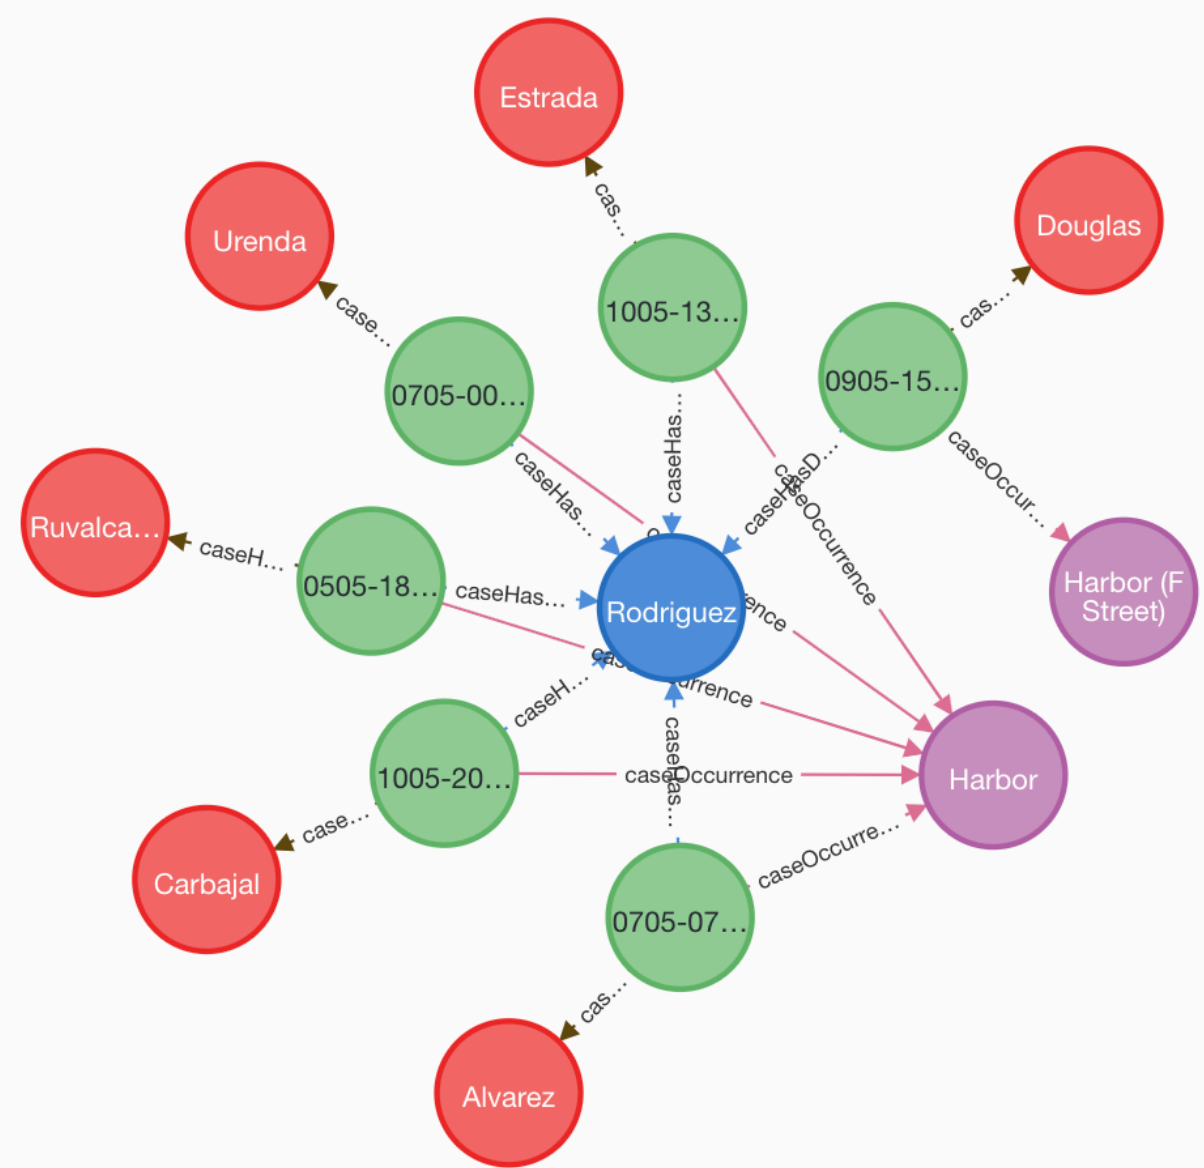 Estrada
Douglas
Urenda
cas...
cas...
1005-13...
case...
0905-15...
0705-00...
caseHas...
caseHasD...
caseOccurrence
caseOccur...
caseHas...
Ruvalca...
caseH...
0505-18...
caseHas...
Rodriguez
Harbor (F
Street)
caseH...
1005-20...
caseOccurrence
caseHas...
Harbor
case...
caseOccurre...
Carbajal
0705-07...
cas...
Alvarez